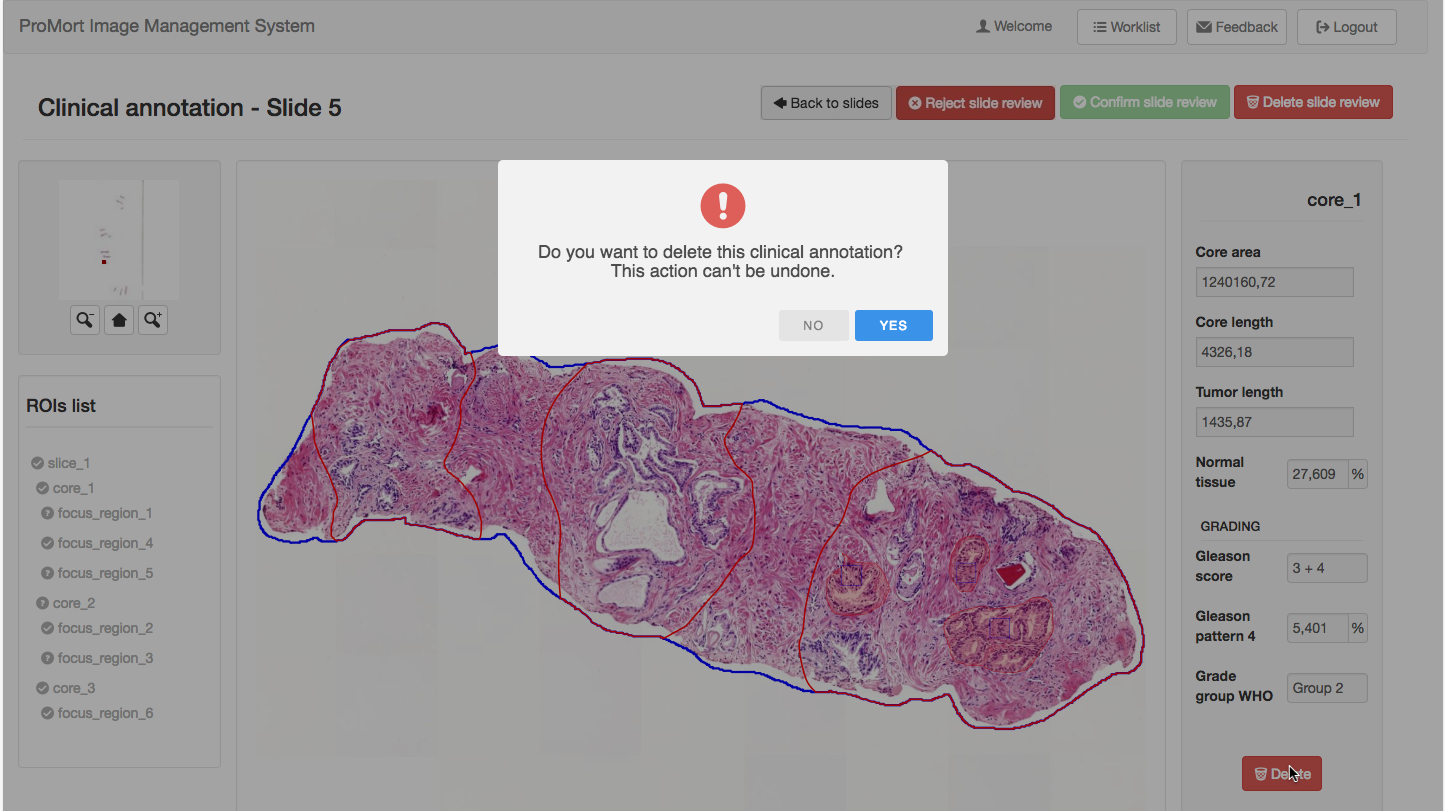 ProMort Image Management System
Welcome
Worklist
Feedback
Logout
Clinical annotation - Slide 5
Back to slides
Reject slide review
Confirm slide review
Delete slide review
Do you want to delete this clinical annotation?
This action can't be undone.
NO
YES
ROIs list
slice_1
core_1
focus_region_1
focus_region_4
focus_region_5
core_2
focus_region_2
focus_region_3
core_3
focus_region_6
core_1
Core area
1240160,72
Core length
4326,18
Tumor length
1435,87
Normal
tissue
27,609 %
GRADING
Gleason
score
3 + 4
Gleason
pattern 4
5,401 %
Grade
group WHO
Group 2
Delete